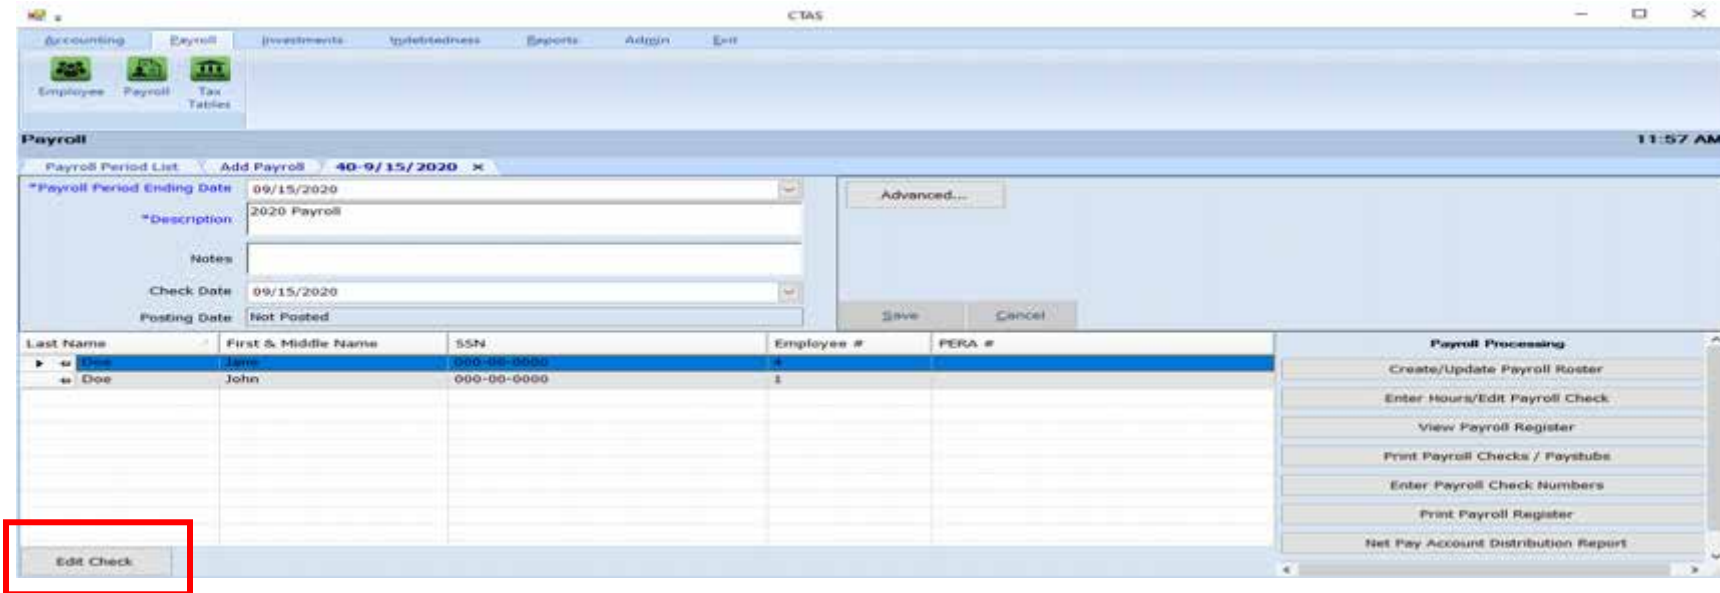 CTAS
Accounting Payroll Investments Indebtedness Reports Admin Exit
Employee Payroll Tax Tables
Payroll 11:57 AM
Payroll Period List Add Payroll 40-9/15/2020 ×
*Payroll Period Ending Date 09/15/2020
Advanced...
*Description 2020 Payroll
Notes
Check Date 09/15/2020
Posting Date Not Posted
Save Cancel
Last Name First & Middle Name SSN Employee # PERA # Payroll Processing
Doe Jane 000-00-0000 4
Doe John 000-00-0000 1
Create/Update Payroll Roster
Enter Hours/Edit Payroll Check
View Payroll Register
Print Payroll Checks / Paystubs
Enter Payroll Check Numbers
Print Payroll Register
Net Pay Account Distribution Report
Edit Check